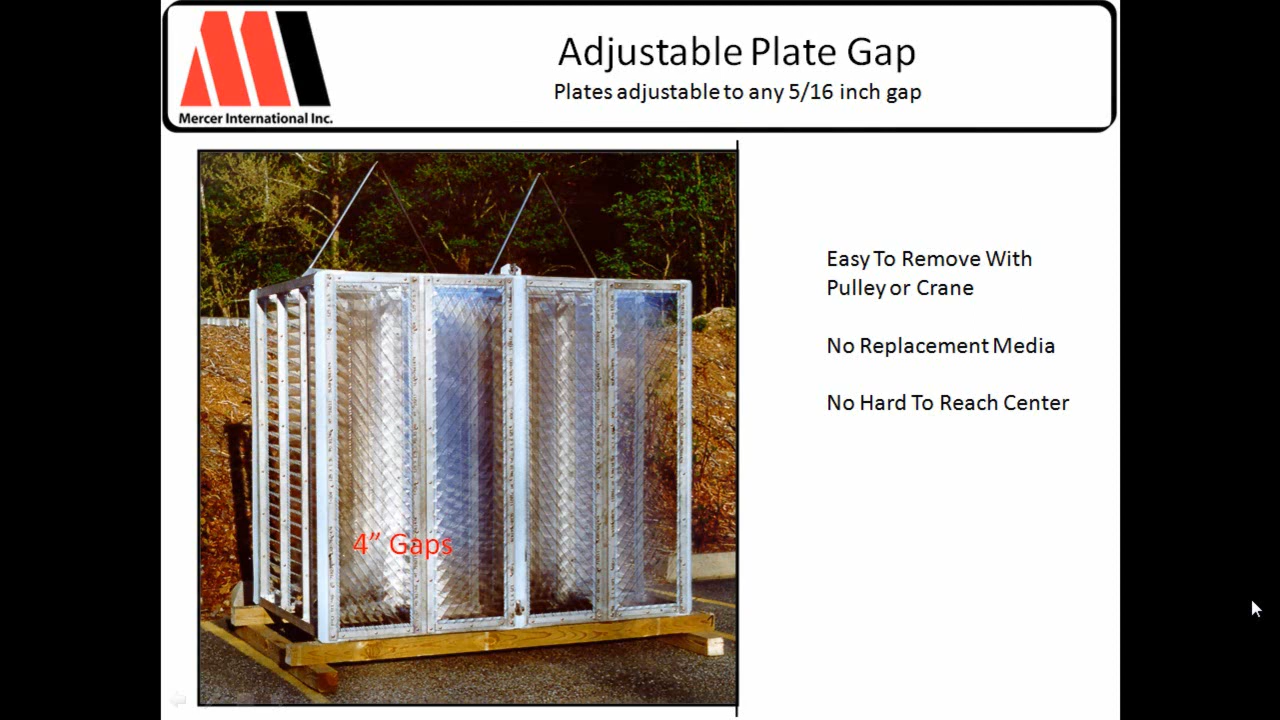 Adjustable Plate Gap
Plates adjustable to any 5/16 inch gap
Mercer International Inc.
Easy To Remove With
Pulley or Crane
No Replacement Media
No Hard To Reach Center
4” Gaps